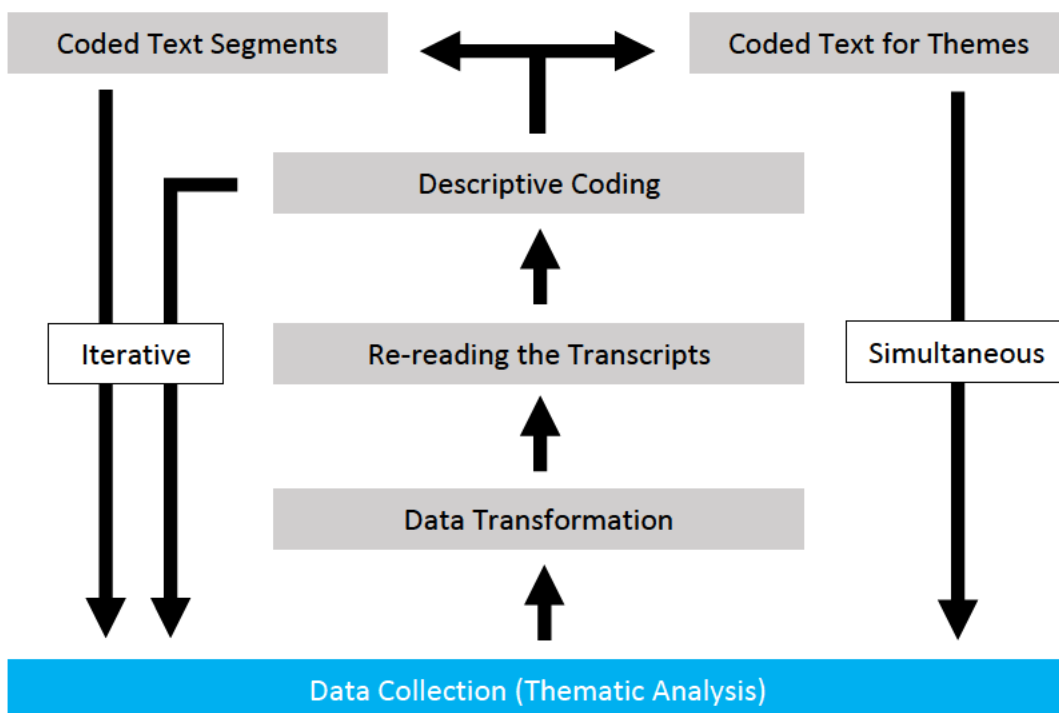 Coded Text Segments
Coded Text for Themes
Descriptive Coding
Iterative
Re-reading the Transcripts
Simultaneous
Data Transformation
Data Collection (Thematic Analysis)